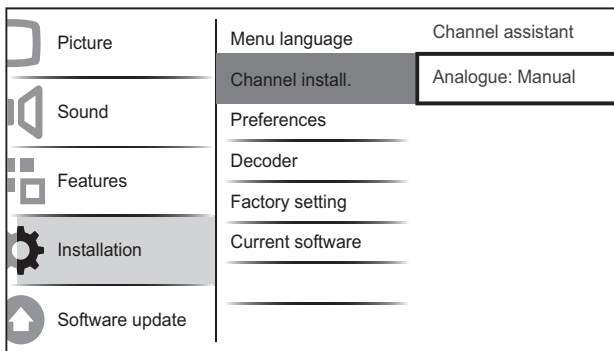 Picture
Sound
Features
Installation
Software update
Menu language
Channel install.
Preferences
Decoder
Factory setting
Current software
Channel assistant
Analogue: Manual